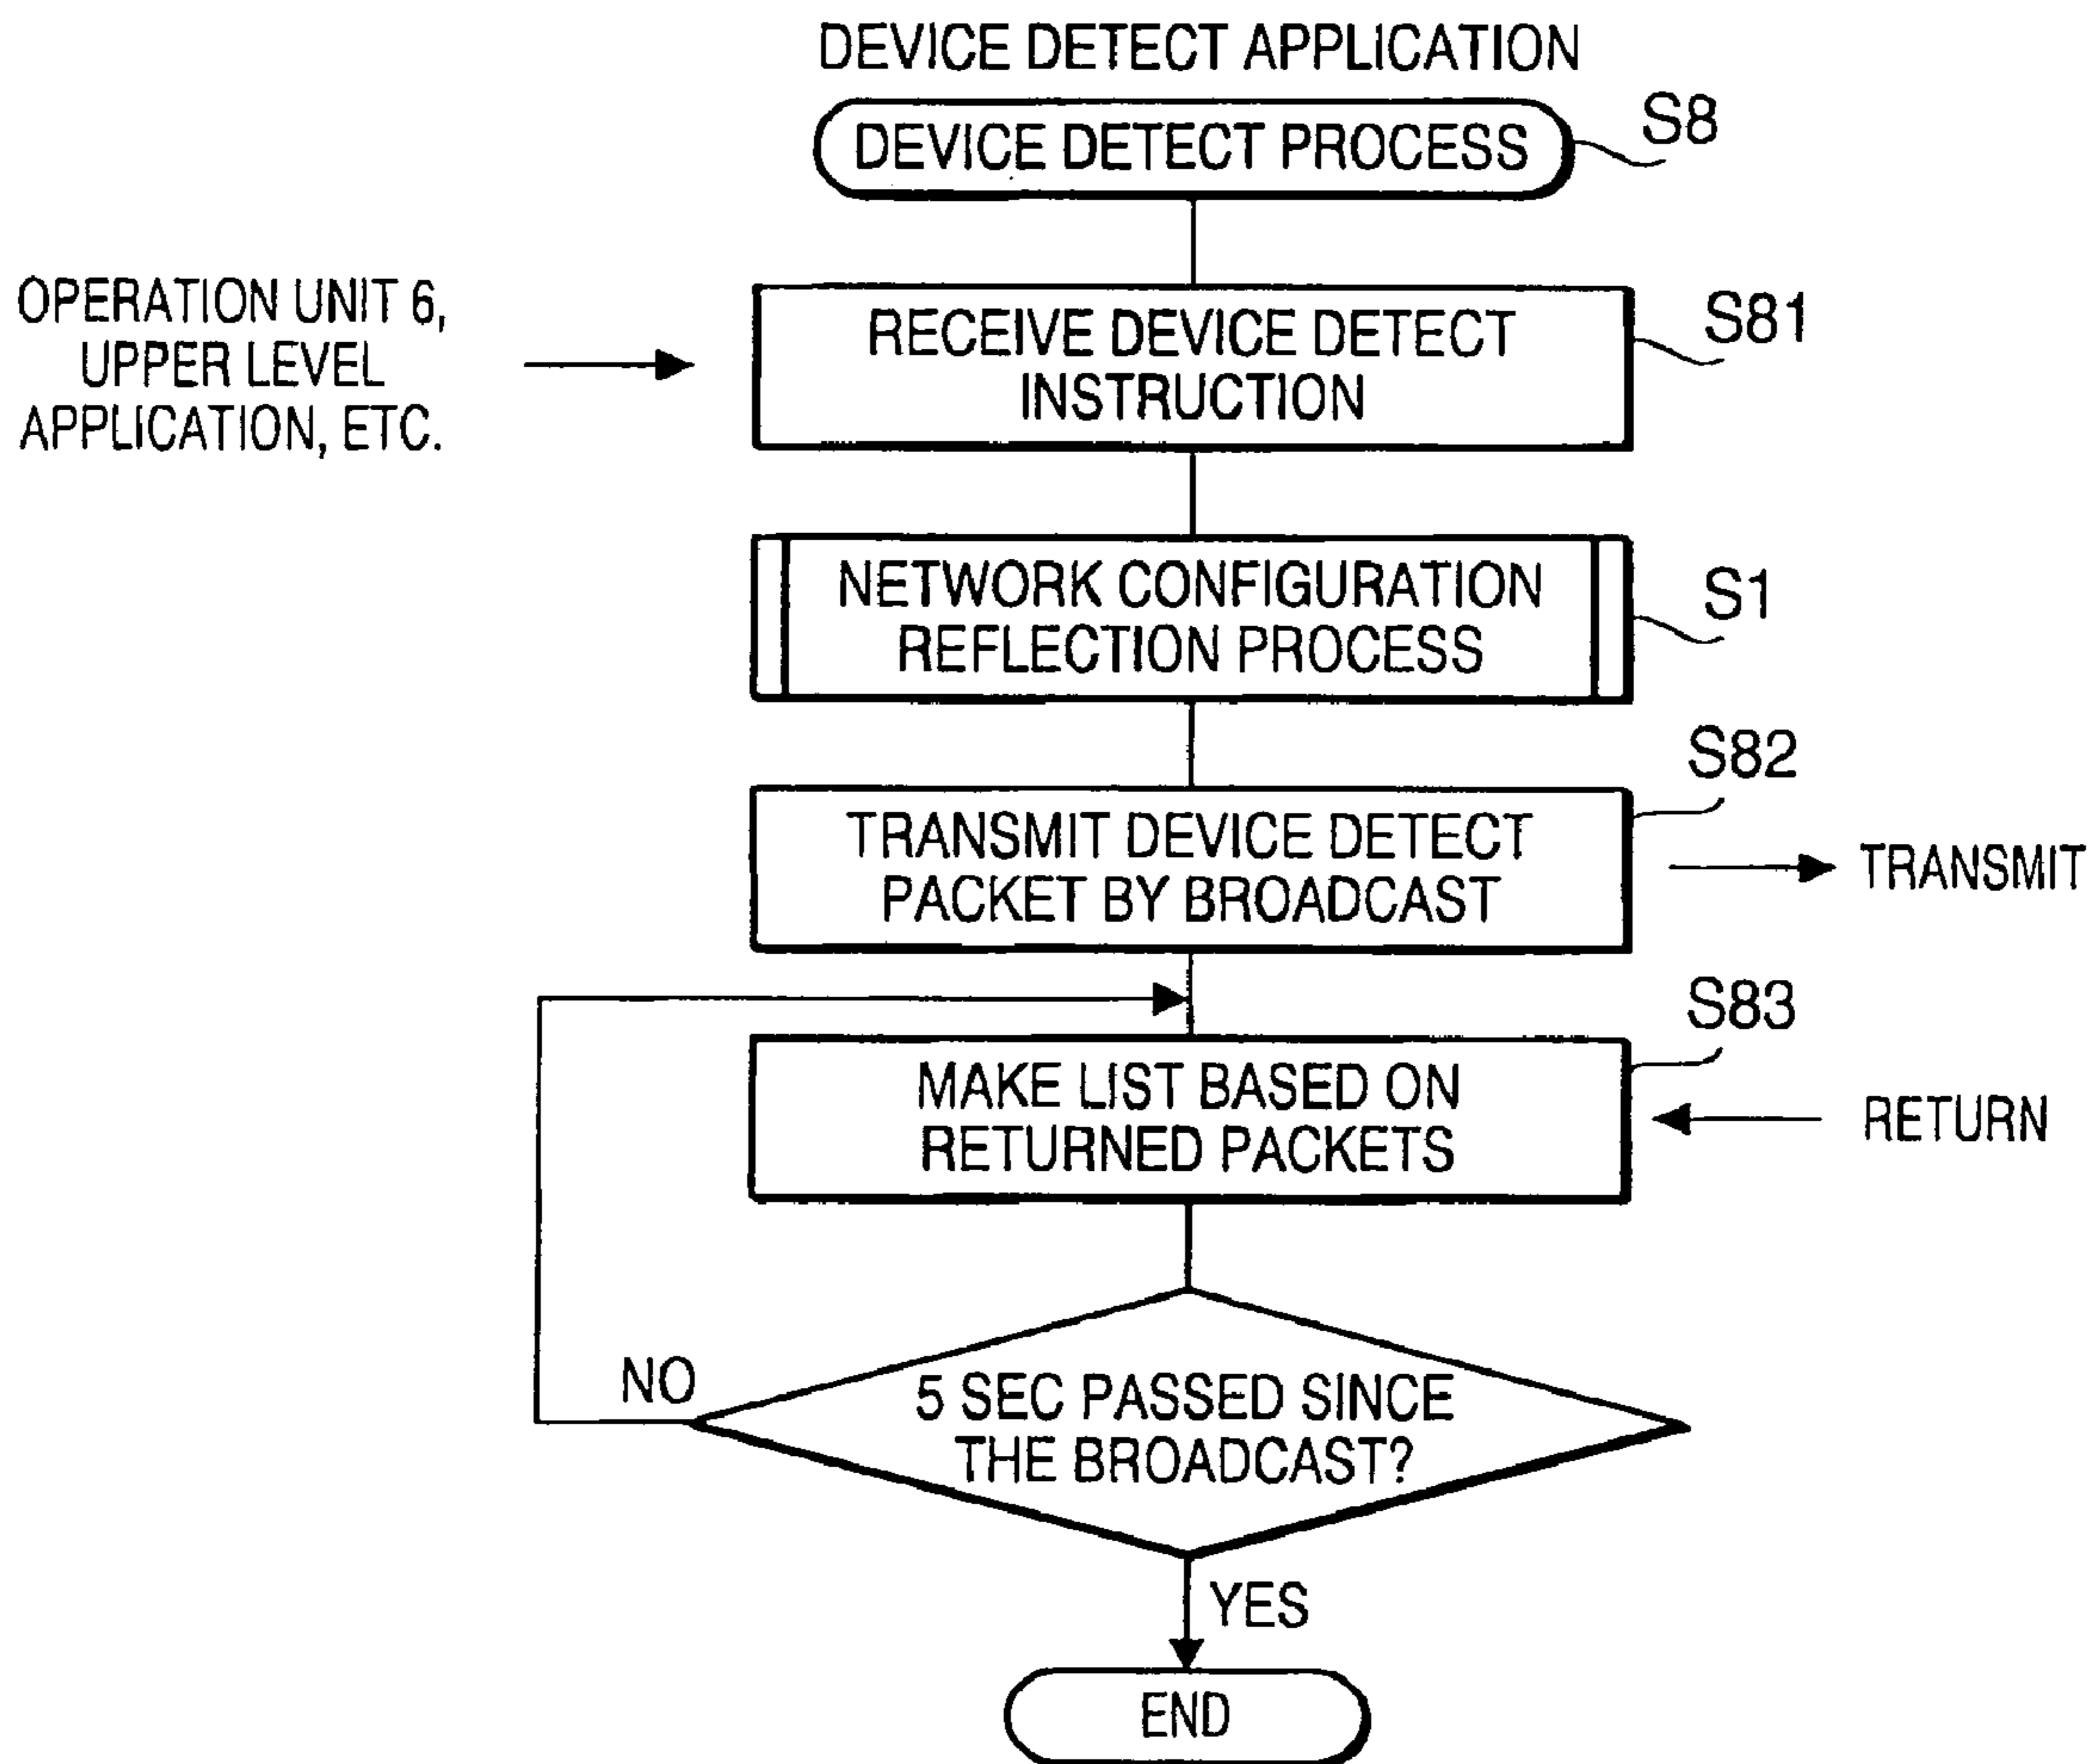 DEVICE DETECT APPLICATION
DEVICE DETECT PROCESS
S8
OPERATION UNIT 6,
UPPER LEVEL
APPLICATION, ETC.
RECEIVE DEVICE DETECT
INSTRUCTION
S81
NETWORK CONFIGURATION
REFLECTION PROCESS
S1
TRANSMIT DEVICE DETECT
PACKET BY BROADCAST
S82
TRANSMIT
MAKE LIST BASED ON
RETURNED PACKETS
S83
RETURN
5 SEC PASSED SINCE
THE BROADCAST?
NO
YES
END